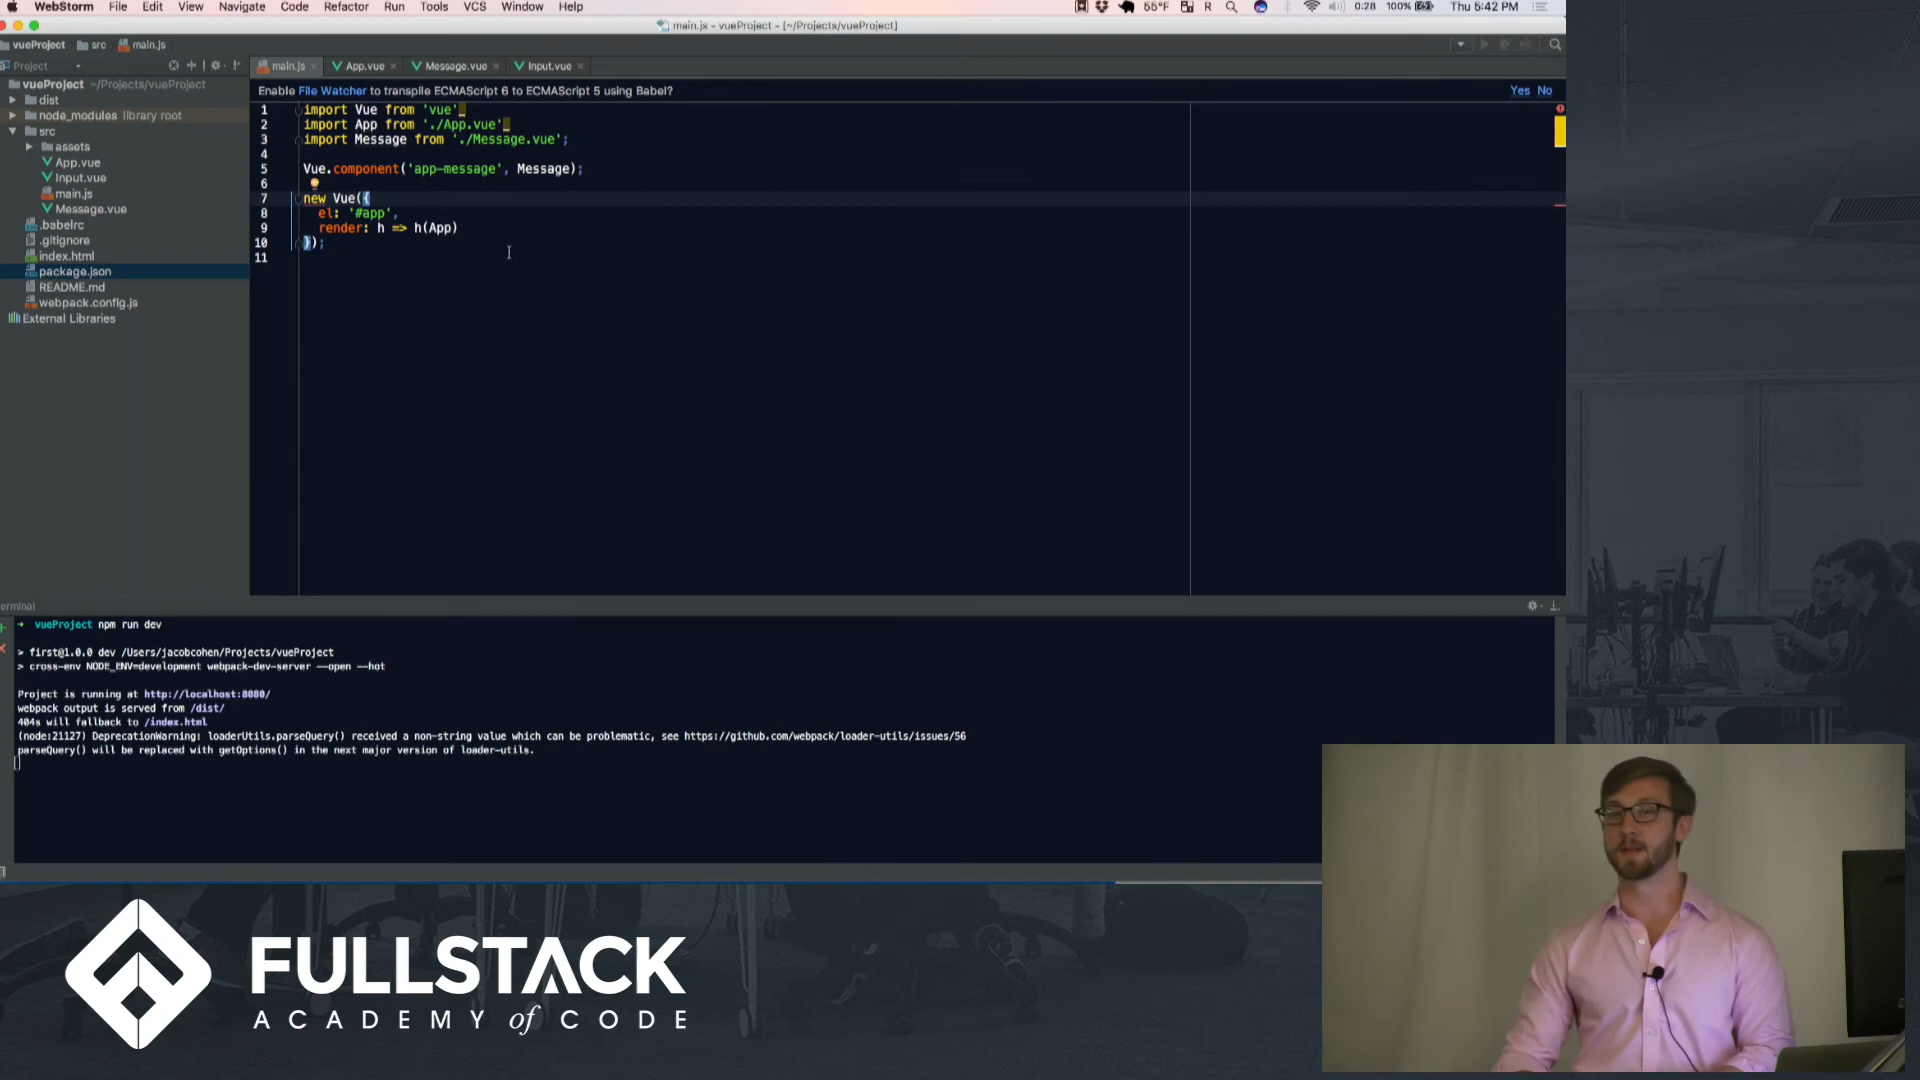 WebStorm File Edit View Navigate Code Refactor Run Tools VCS Window Help
55°F R 0:28 100% Thu 5:42 PM
main.js - vueProject - [~/Projects/vueProject]
vueProject src main.js
Project
main.js App.vue Message.vue Input.vue
vueProject ~/Projects/vueProject
dist
node_modules library root
src
assets
App.vue
Input.vue
main.js
Message.vue
.babelrc
.gitignore
index.html
package.json
README.md
webpack.config.js
External Libraries
Enable File Watcher to transpile ECMAScript 6 to ECMAScript 5 using Babel? Yes No
1 import Vue from 'vue'
2 import App from './App.vue'
3 import Message from './Message.vue';
4
5 Vue.component('app-message', Message);
6
7 new Vue({
8 el: '#app',
9 render: h => h(App)
10 });
11
erminal
→ vueProject npm run dev
> first@1.0.0 dev /Users/jacobcohen/Projects/vueProject
> cross-env NODE_ENV=development webpack-dev-server --open --hot
Project is running at http://localhost:8080/
webpack output is served from /dist/
404s will fallback to /index.html
(node:21127) DeprecationWarning: loaderUtils.parseQuery() received a non-string value which can be problematic, see https://github.com/webpack/loader-utils/issues/56
parseQuery() will be replaced with getOptions() in the next major version of loader-utils.
FULLSTACK
ACADEMY of CODE